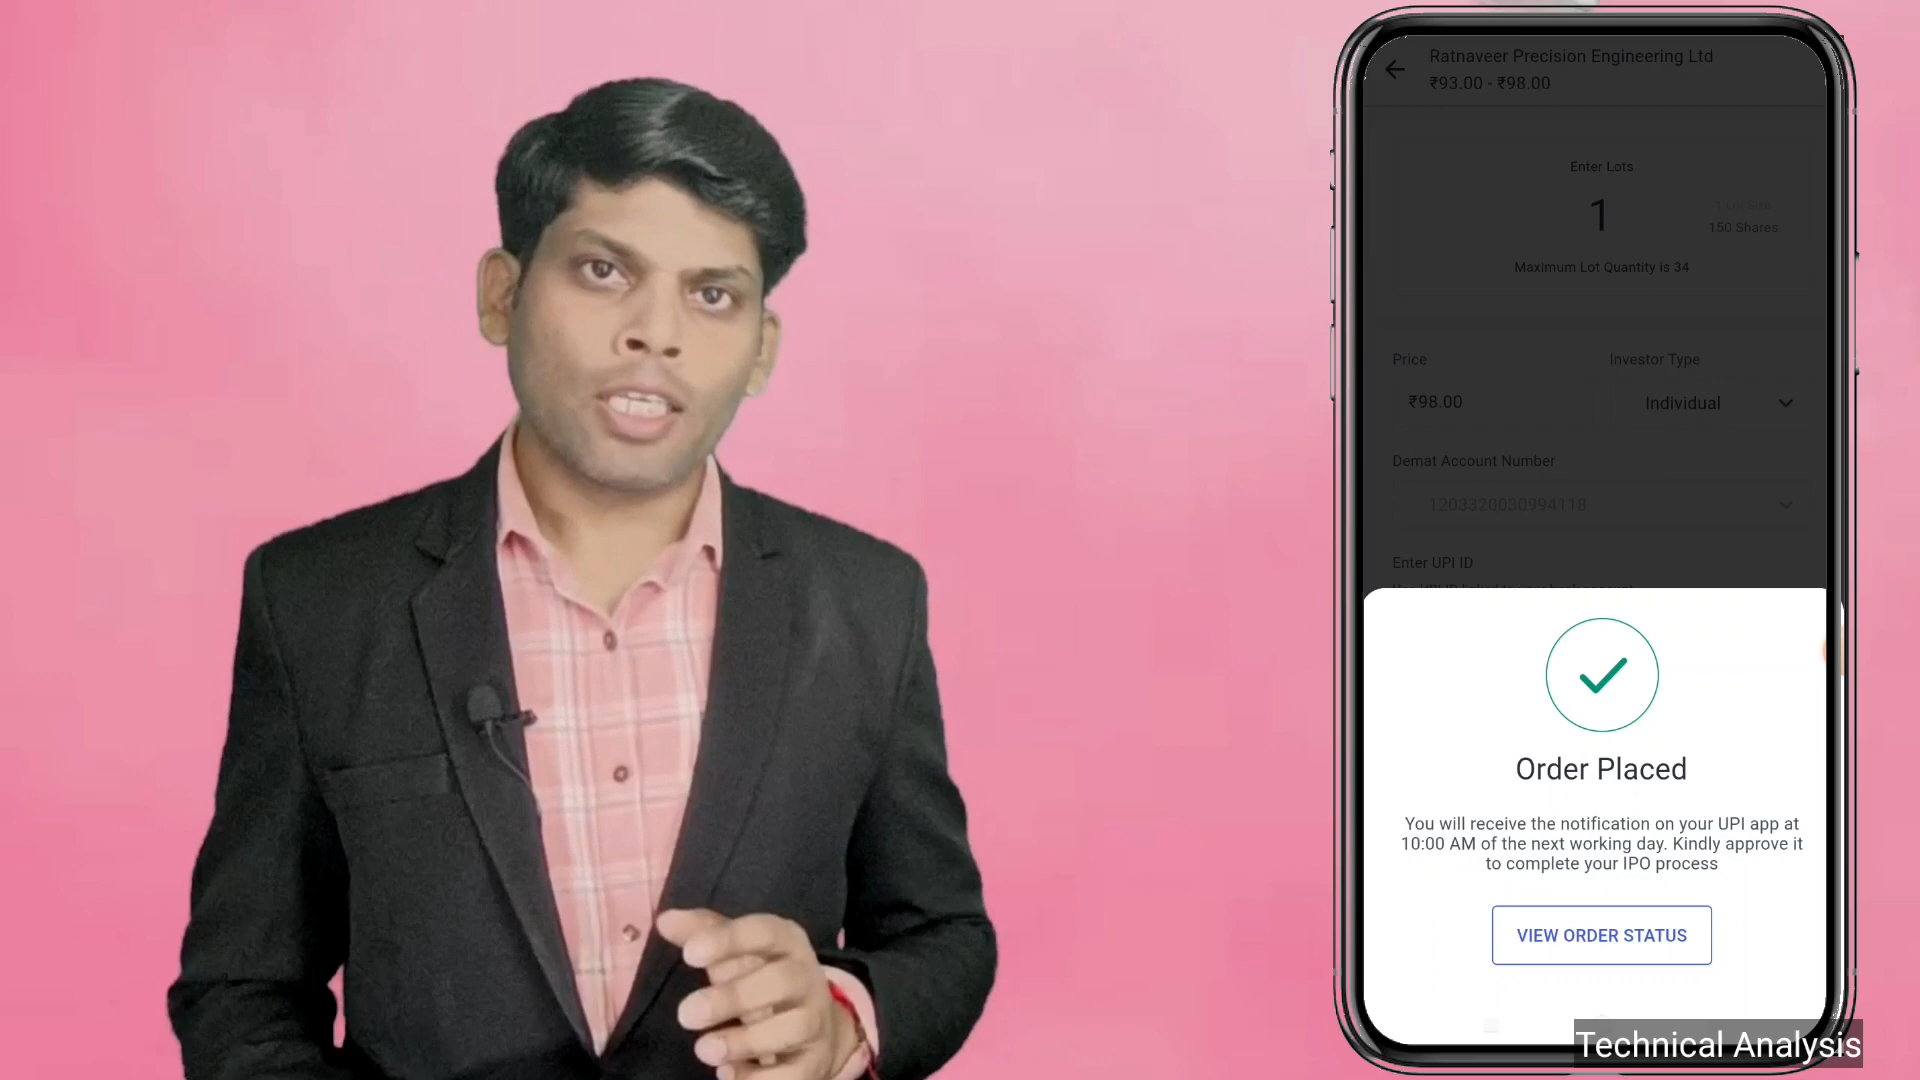 Ratnaveer Precision Engineering Ltd
₹93.00 - ₹98.00
Enter Lots
1
150 Shares
Maximum Lot Quantity is 34
Price
Investor Type
₹98.00
Individual
Demat Account Number
1203320030994118
Enter UPI ID
Order Placed
You will receive the notification on your UPI app at
10:00 AM of the next working day. Kindly approve it
to complete your IPO process
VIEW ORDER STATUS
Technical Analysis